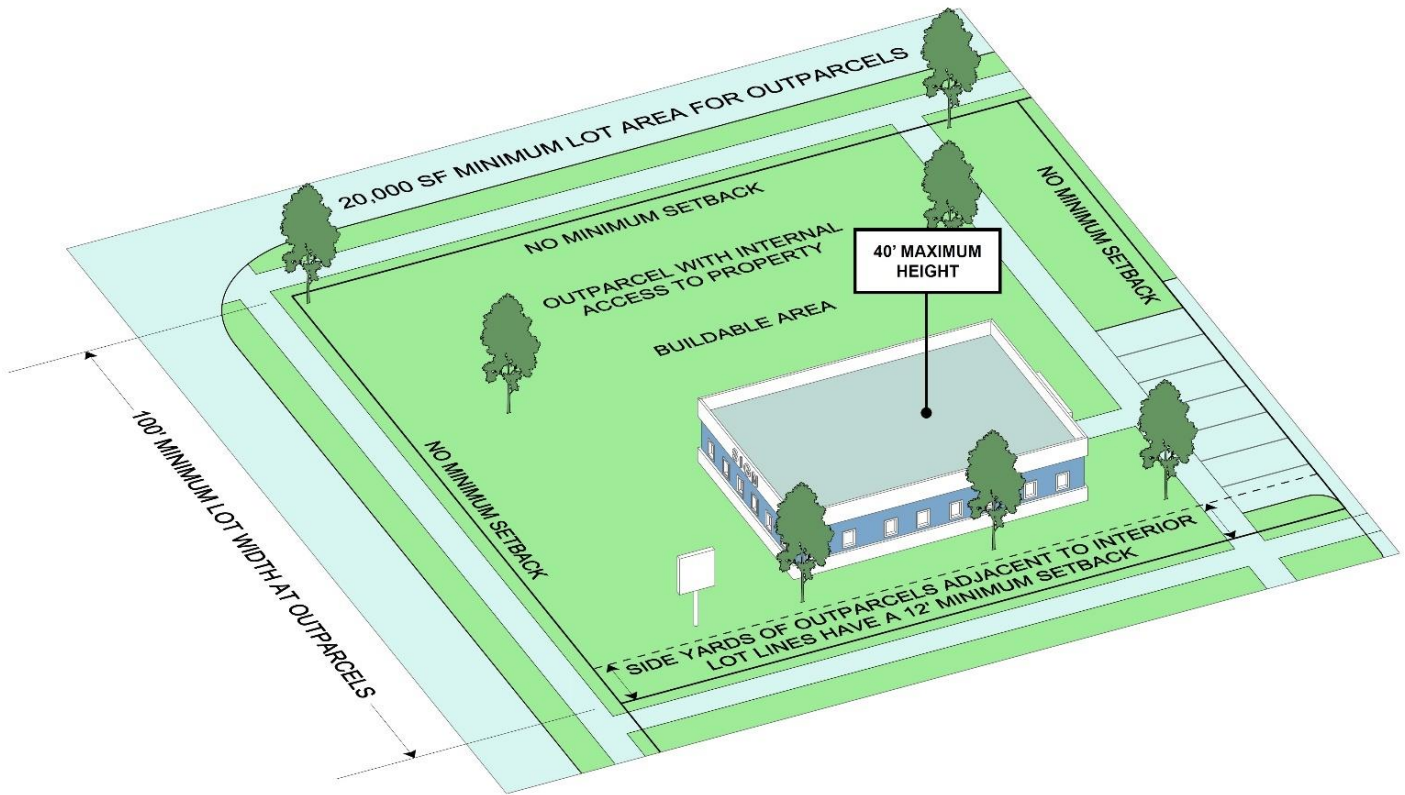 20,000 SF MINIMUM LOT AREA FOR OUTPARCELS
NO MINIMUM SETBACK
NO MINIMUM SETBACK
OUTPARCEL WITH INTERNAL
ACCESS TO PROPERTY
40' MAXIMUM
HEIGHT
BUILDABLE AREA
100' MINIMUM LOT WIDTH AT OUTPARCELS
NO MINIMUM SETBACK
SIGN
SIDE YARDS OF OUTPARCELS ADJACENT TO INTERIOR
LOT LINES HAVE A 12' MINIMUM SETBACK